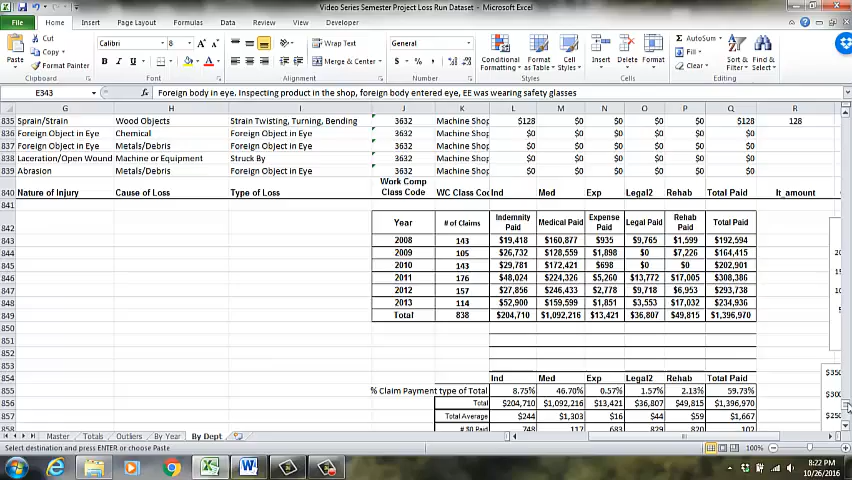 Video Series Semester Project Loss Run Dataset - Microsoft Excel
File Home Insert Page Layout Formulas Data Review View Developer
Cut
Copy
Format Painter
Paste
Clipboard
Calibri 8
B I U
Font
Wrap Text
Merge & Center
Alignment
General
$ % ,
Number
Conditional Formatting
Format as Table
Cell Styles
Styles
Insert Delete Format
Cells
AutoSum
Fill
Clear
Sort & Filter
Find & Select
Editing
E343 fx Foreign body in eye. Inspecting product in the shop, foreign body entered eye, EE was wearing safety glasses
G H I J K L M N O P Q R
835 Sprain/Strain Wood Objects Strain Twisting, Turning, Bending 3632 Machine Shop $128 $0 $0 $0 $0 $128 128
836 Foreign Object in Eye Chemical Foreign Object in Eye 3632 Machine Shop $0 $0 $0 $0 $0 $0
837 Foreign Object in Eye Metals/Debris Foreign Object in Eye 3632 Machine Shop $0 $0 $0 $0 $0 $0
838 Laceration/Open Wound Machine or Equipment Struck By 3632 Machine Shop $0 $0 $0 $0 $0 $0
839 Abrasion Metals/Debris Foreign Object in Eye 3632 Machine Shop $0 $0 $0 $0 $0 $0
840 Nature of Injury Cause of Loss Type of Loss Work Comp Class Code WC Class Coc Ind Med Exp Legal2 Rehab Total Paid lt_amount
841
842 Year # of Claims Indemnity Paid Medical Paid Expense Paid Legal Paid Rehab Paid Total Paid
843 2008 143 $19,418 $160,877 $935 $9,765 $1,599 $192,594
844 2009 105 $26,732 $128,559 $1,898 $0 $7,226 $164,415
845 2010 143 $29,781 $172,421 $698 $0 $0 $202,901
846 2011 176 $48,024 $224,326 $5,260 $13,772 $17,005 $308,386
847 2012 157 $27,856 $246,433 $2,778 $9,718 $6,953 $293,738
848 2013 114 $52,900 $159,599 $1,851 $3,553 $17,032 $234,936
849 Total 838 $204,710 $1,092,216 $13,421 $36,807 $49,815 $1,396,970
850
851
852
853
854 Ind Med Exp Legal2 Rehab Total Paid
855 % Claim Payment type of Total 8.75% 46.70% 0.57% 1.57% 2.13% 59.73%
856 Total $204,710 $1,092,216 $13,421 $36,807 $49,815 $1,396,970
857 Total Average $244 $1,303 $16 $44 $59 $1,667
858 # $0 Paid 748 117 683 829 820 102
Master Totals Outliers By Year By Dept
Select destination and press ENTER or choose Paste 100%
8:22 PM
10/26/2016